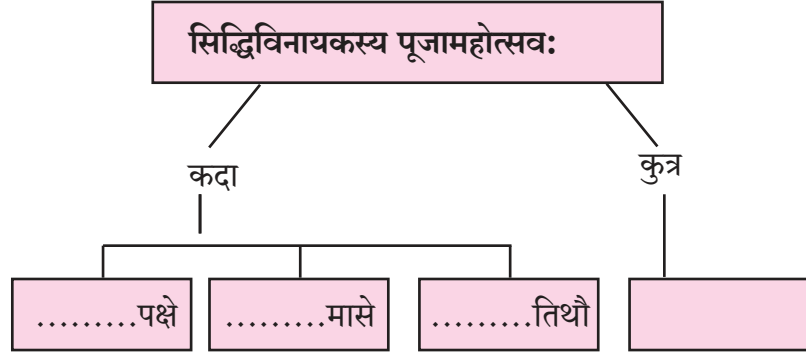 सिद्धिविनायकस्य पूजामहोत्सवः
कदा
कुत्र
.........पक्षे
.........मासे
.........तिथौ